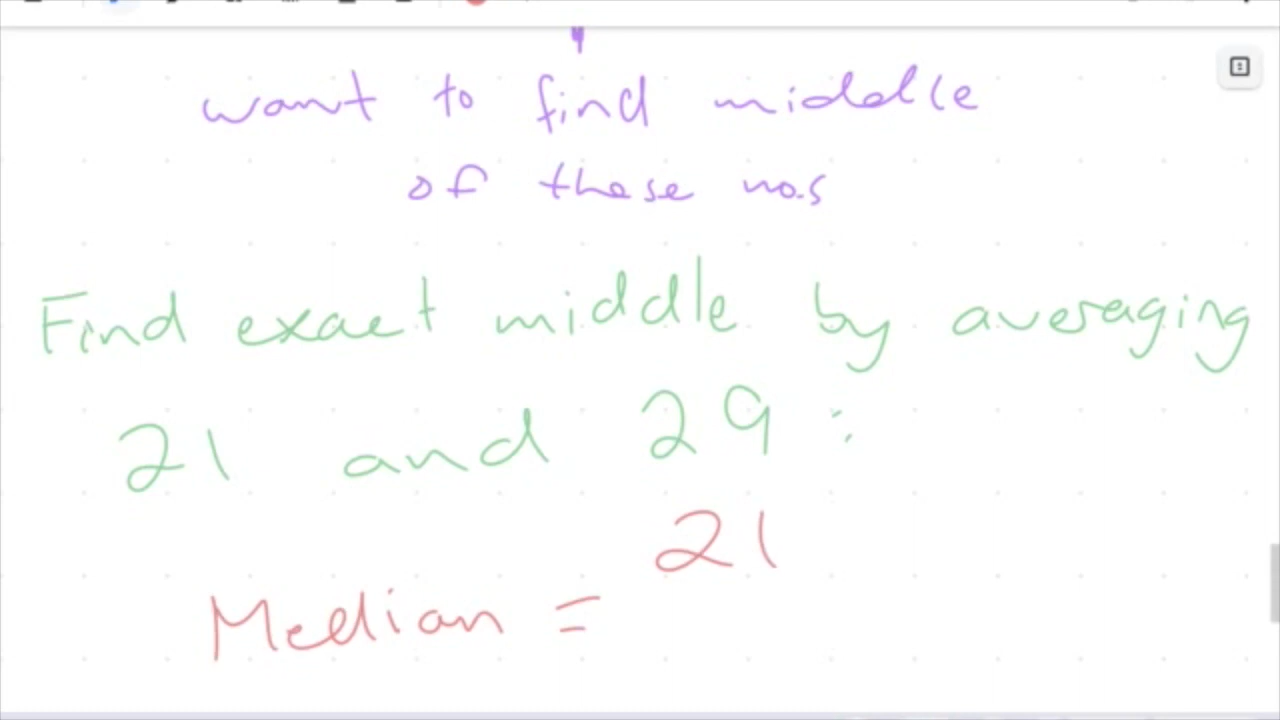 want to find middle
of these no.s
Find exact middle by averaging
21 and 29 :
21
Median =